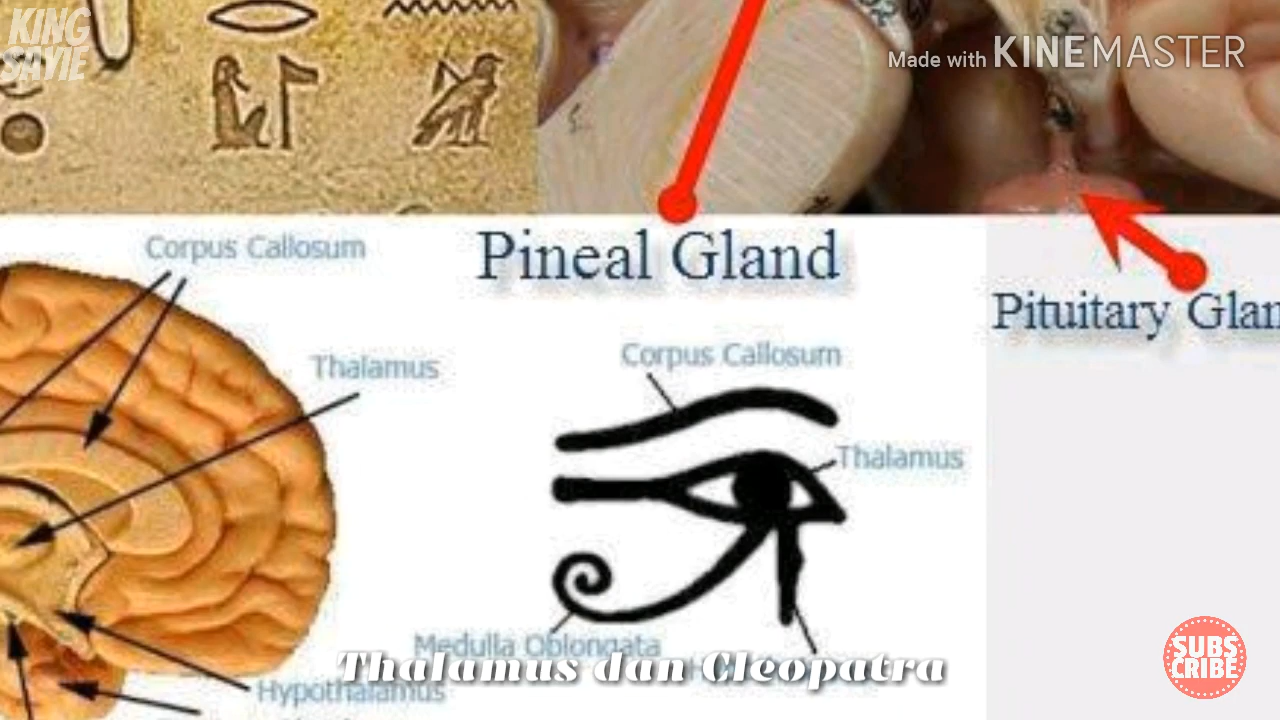 KING
SAYIE
Made with KINEMASTER
Corpus Callosum
Pineal Gland
Pituitary Glan
Corpus Callosum
Thalamus
Thalamus
Medulla Oblongata
Thalamus dan Cleopatra
Hypothalamus
SUBS
CRIBE